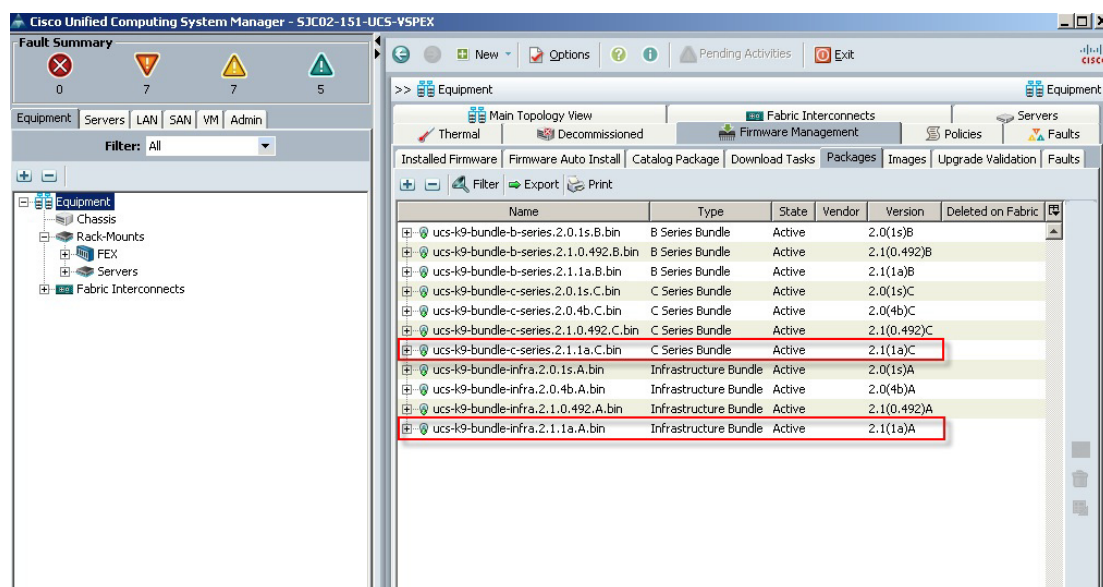 Cisco Unified Computing System Manager - SJC02-151-UCS-VSPEX
Fault Summary
0 7 7 5
New Options Pending Activities Exit
>> Equipment Equipment
Equipment Servers LAN SAN VM Admin
Filter: All
Equipment
Chassis
Rack-Mounts
FEX
Servers
Fabric Interconnects
Main Topology View Fabric Interconnects Servers
Thermal Decommissioned Firmware Management Policies Faults
Installed Firmware Firmware Auto Install Catalog Package Download Tasks Packages Images Upgrade Validation Faults
Filter Export Print
Name Type State Vendor Version Deleted on Fabric
ucs-k9-bundle-b-series.2.0.1s.B.bin B Series Bundle Active 2.0(1s)B
ucs-k9-bundle-b-series.2.1.0.492.B.bin B Series Bundle Active 2.1(0.492)B
ucs-k9-bundle-b-series.2.1.1a.B.bin B Series Bundle Active 2.1(1a)B
ucs-k9-bundle-c-series.2.0.1s.C.bin C Series Bundle Active 2.0(1s)C
ucs-k9-bundle-c-series.2.0.4b.C.bin C Series Bundle Active 2.0(4b)C
ucs-k9-bundle-c-series.2.1.0.492.C.bin C Series Bundle Active 2.1(0.492)C
ucs-k9-bundle-c-series.2.1.1a.C.bin C Series Bundle Active 2.1(1a)C
ucs-k9-bundle-infra.2.0.1s.A.bin Infrastructure Bundle Active 2.0(1s)A
ucs-k9-bundle-infra.2.0.4b.A.bin Infrastructure Bundle Active 2.0(4b)A
ucs-k9-bundle-infra.2.1.0.492.A.bin Infrastructure Bundle Active 2.1(0.492)A
ucs-k9-bundle-infra.2.1.1a.A.bin Infrastructure Bundle Active 2.1(1a)A